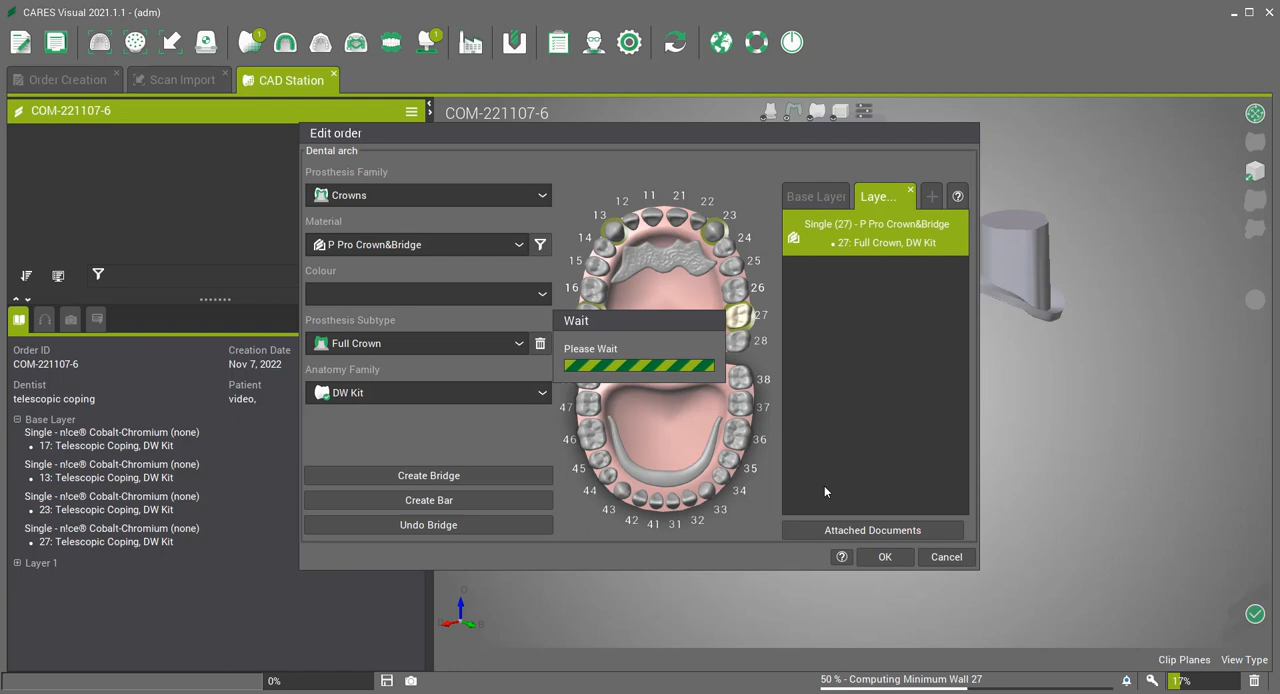 CARES Visual 2021.1.1 - (adm)
1
1
Order Creation
Scan Import
CAD Station
COM-221107-6
COM-221107-6
Edit order
Dental arch
Prosthesis Family
Crowns
Material
P Pro Crown&Bridge
Colour
Prosthesis Subtype
Full Crown
Anatomy Family
DW Kit
Create Bridge
Create Bar
Undo Bridge
11 21
12 22
13 23
14 24
15 25
16 26
27
28
38
47 37
46 36
45 35
44 34
43 33
42 41 31 32
Wait
Please Wait
Base Layer
Laye...
Single (27) - P Pro Crown&Bridge
• 27: Full Crown, DW Kit
Attached Documents
OK
Cancel
Order ID
Creation Date
COM-221107-6
Nov 7, 2022
Dentist
Patient
telescopic coping
video,
Base Layer
Single - n!ce® Cobalt-Chromium (none)
• 17: Telescopic Coping, DW Kit
Single - n!ce® Cobalt-Chromium (none)
• 13: Telescopic Coping, DW Kit
Single - n!ce® Cobalt-Chromium (none)
• 23: Telescopic Coping, DW Kit
Single - n!ce® Cobalt-Chromium (none)
• 27: Telescopic Coping, DW Kit
Layer 1
Clip Planes
View Type
0%
50 % - Computing Minimum Wall 27
17%